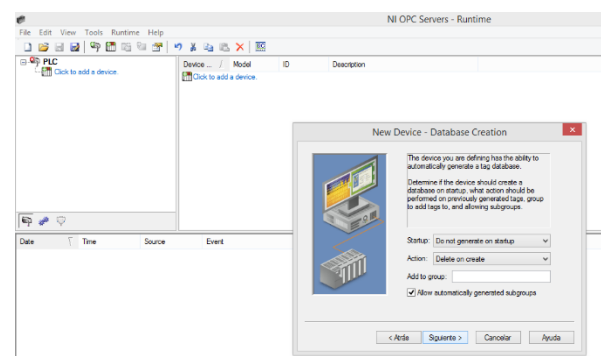 NI OPC Servers - Runtime
File Edit View Tools Runtime Help
PLC
Click to add a device.
Device ... / Model ID Description
Click to add a device.
New Device - Database Creation
The device you are defining has the ability to
automatically generate a tag database.
Determine if the device should create a
database on startup, what action should be
performed on previously generated tags, group
to add tags to, and allowing subgroups.
Startup: Do not generate on startup
Action: Delete on create
Add to group:
Allow automatically generated subgroups
< Atrás Siguiente > Cancelar Ayuda
Date Time Source Event